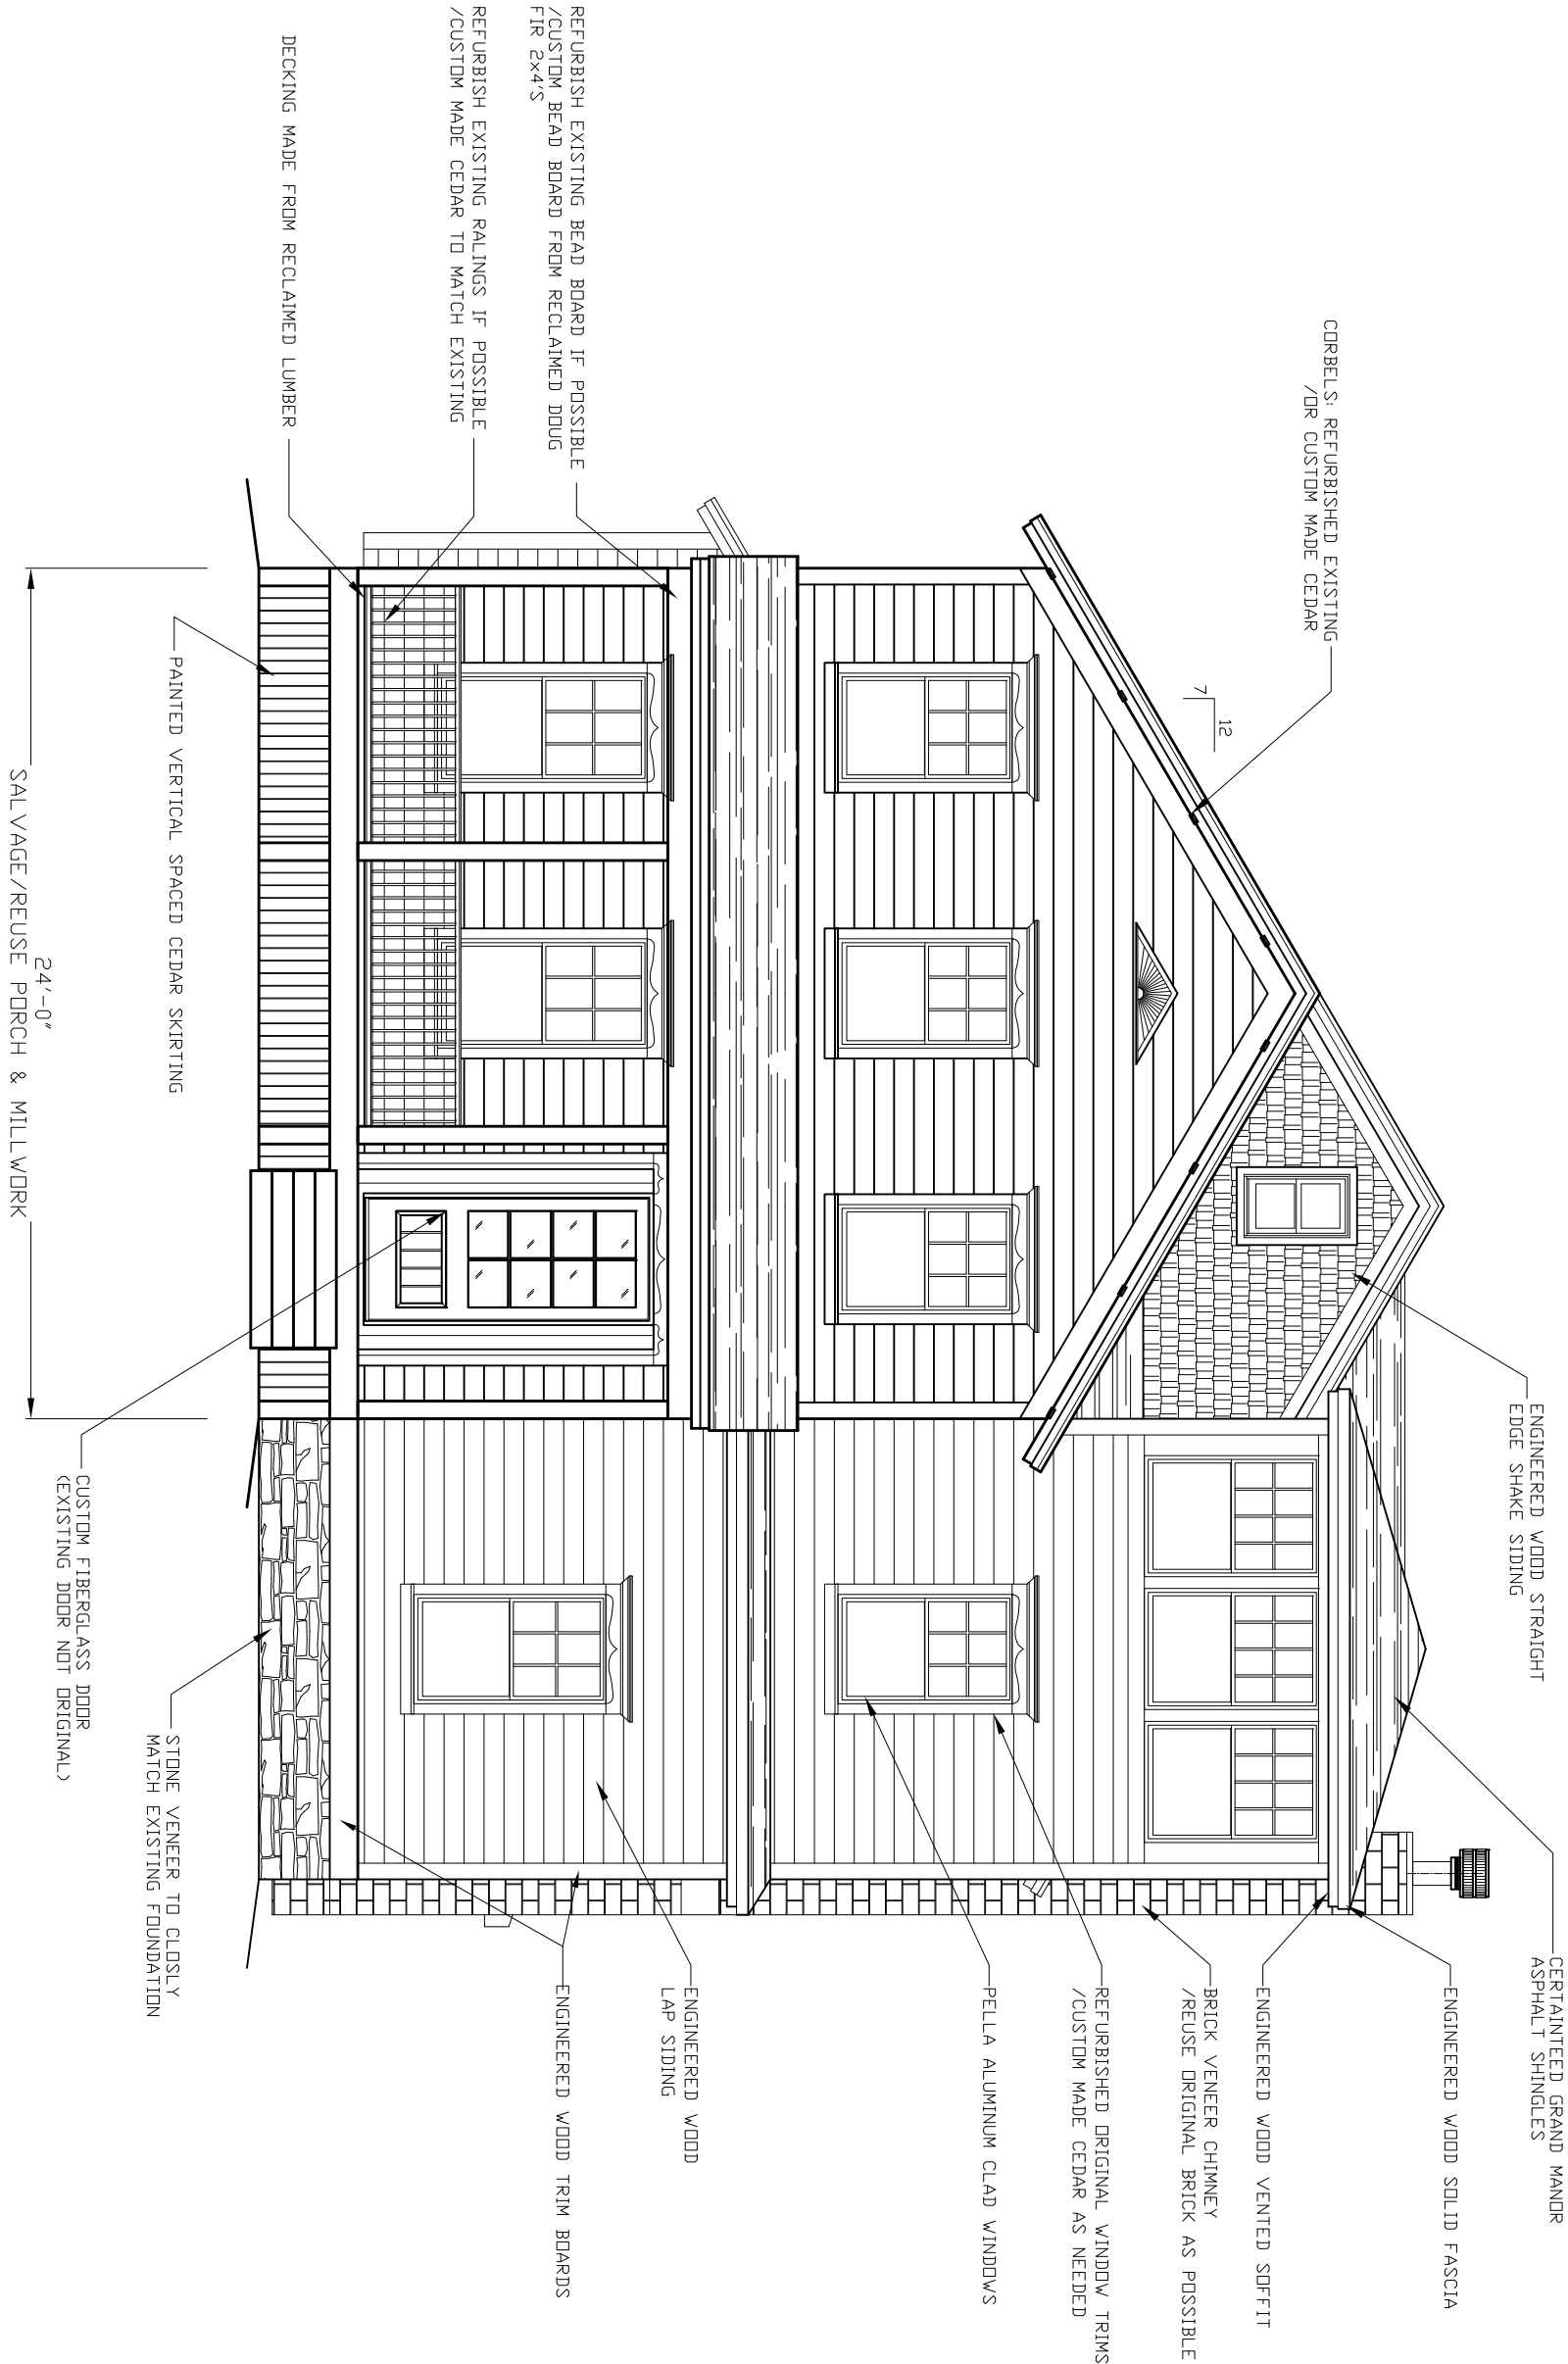 CERTAINTEED GRAND MANOR
ASPHALT SHINGLES
ENGINEERED WOOD STRAIGHT
EDGE SHAKE SIDING
CORBELS: REFURBISHED EXISTING
/OR CUSTOM MADE CEDAR
12
7
ENGINEERED WOOD SOLID FASCIA
ENGINEERED WOOD VENTED SOFFIT
BRICK VENEER CHIMNEY
/REUSE ORIGINAL BRICK AS POSSIBLE
REFURBISHED ORIGINAL WINDOW TRIMS
/CUSTOM MADE CEDAR AS NEEDED
PELLA ALUMINUM CLAD WINDOWS
ENGINEERED WOOD
LAP SIDING
ENGINEERED WOOD TRIM BOARDS
REFURBISH EXISTING BEAD BOARD IF POSSIBLE
/CUSTOM BEAD BOARD FROM RECLAIMED DOUG
FIR 2x4'S
REFURBISH EXISTING RALINGS IF POSSIBLE
/CUSTOM MADE CEDAR TO MATCH EXISTING
DECKING MADE FROM RECLAIMED LUMBER
PAINTED VERTICAL SPACED CEDAR SKIRTING
STONE VENEER TO CLOSLY
MATCH EXISTING FOUNDATION
CUSTOM FIBERGLASS DOOR
(EXISTING DOOR NOT ORIGINAL)
24'-0"
SALVAGE/REUSE PORCH & MILLWORK